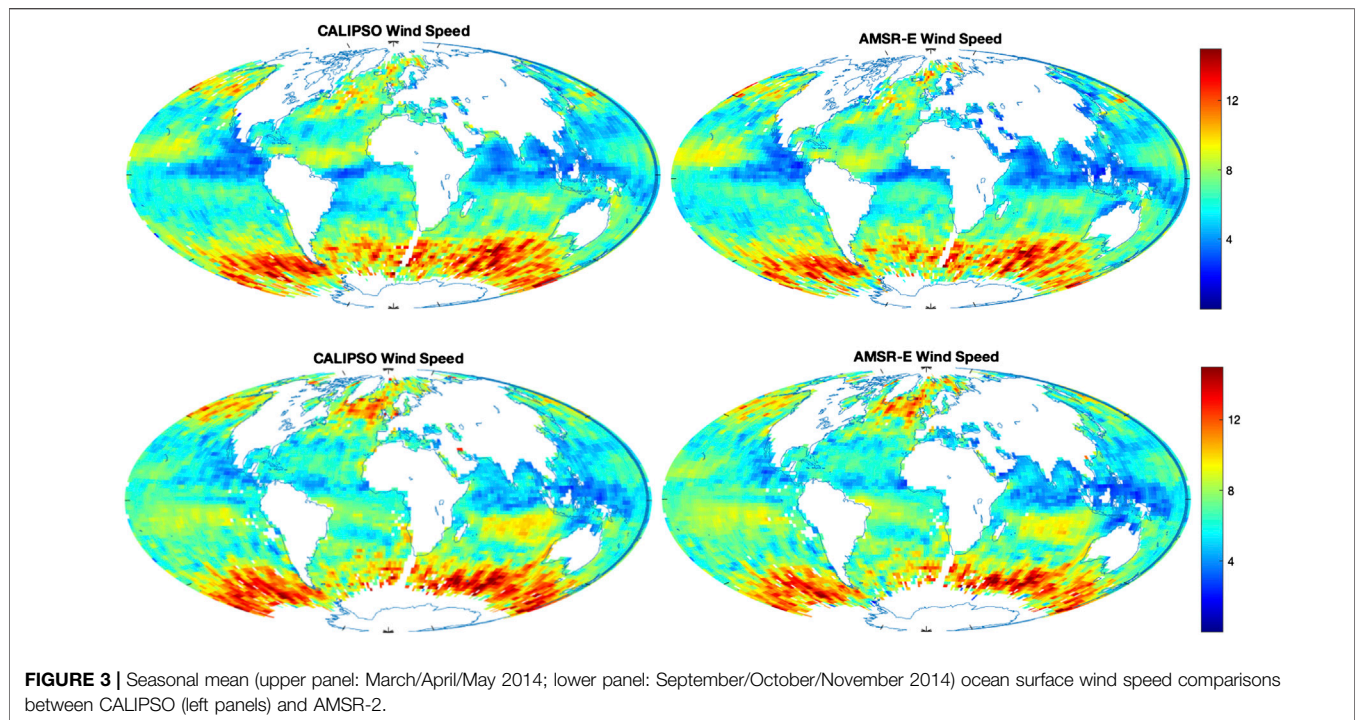 CALIPSO Wind Speed
AMSR-E Wind Speed
12
8
4
CALIPSO Wind Speed
AMSR-E Wind Speed
12
8
4
FIGURE 3 | Seasonal mean (upper panel: March/April/May 2014; lower panel: September/October/November 2014) ocean surface wind speed comparisons
between CALIPSO (left panels) and AMSR-2.